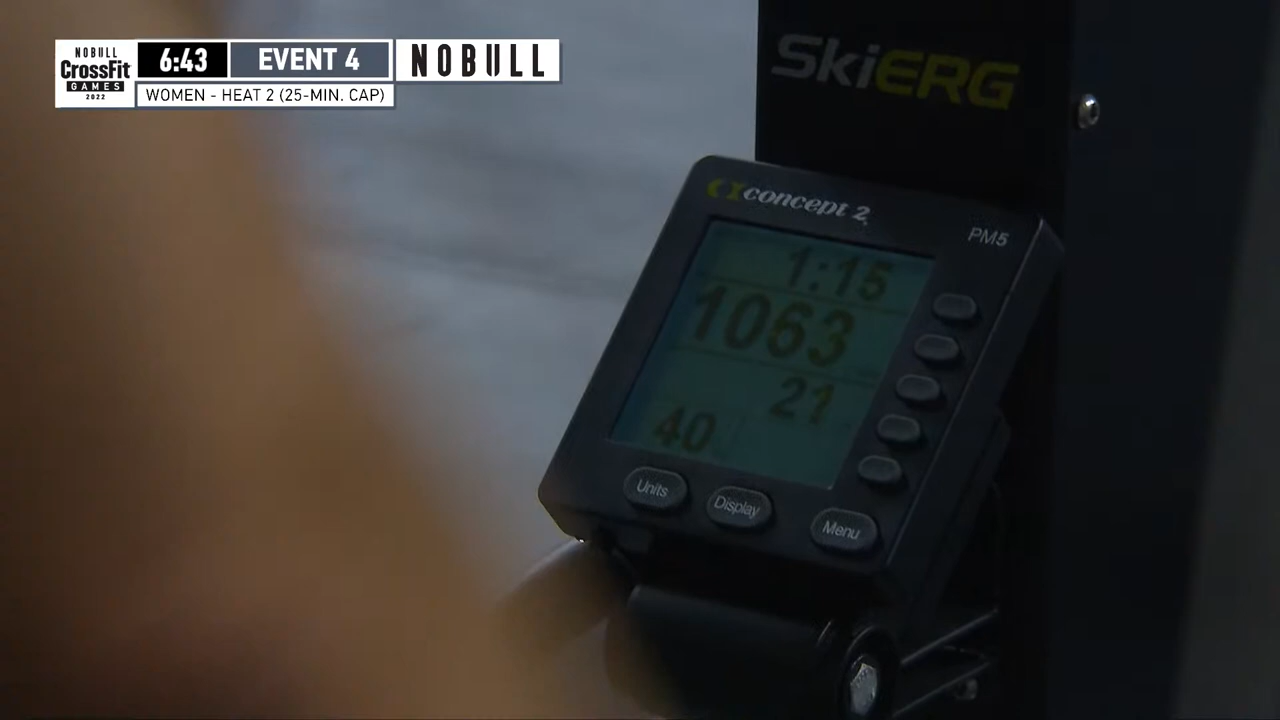 NOBULL
CrossFit
GAMES
2022
6:43
EVENT 4
NOBULL
WOMEN - HEAT 2 (25-MIN. CAP)
SkiERG
concept 2
PM5
1:15
1063
21
40
Units
Display
Menu